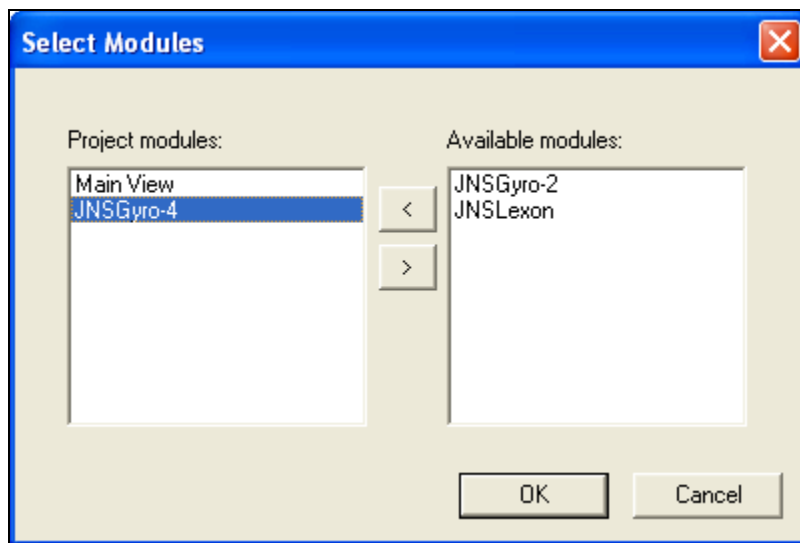 Select Modules
Project modules:
Available modules:
Main View
JNSGyro-4
<
>
JNSGyro-2
JNSLexon
OK
Cancel